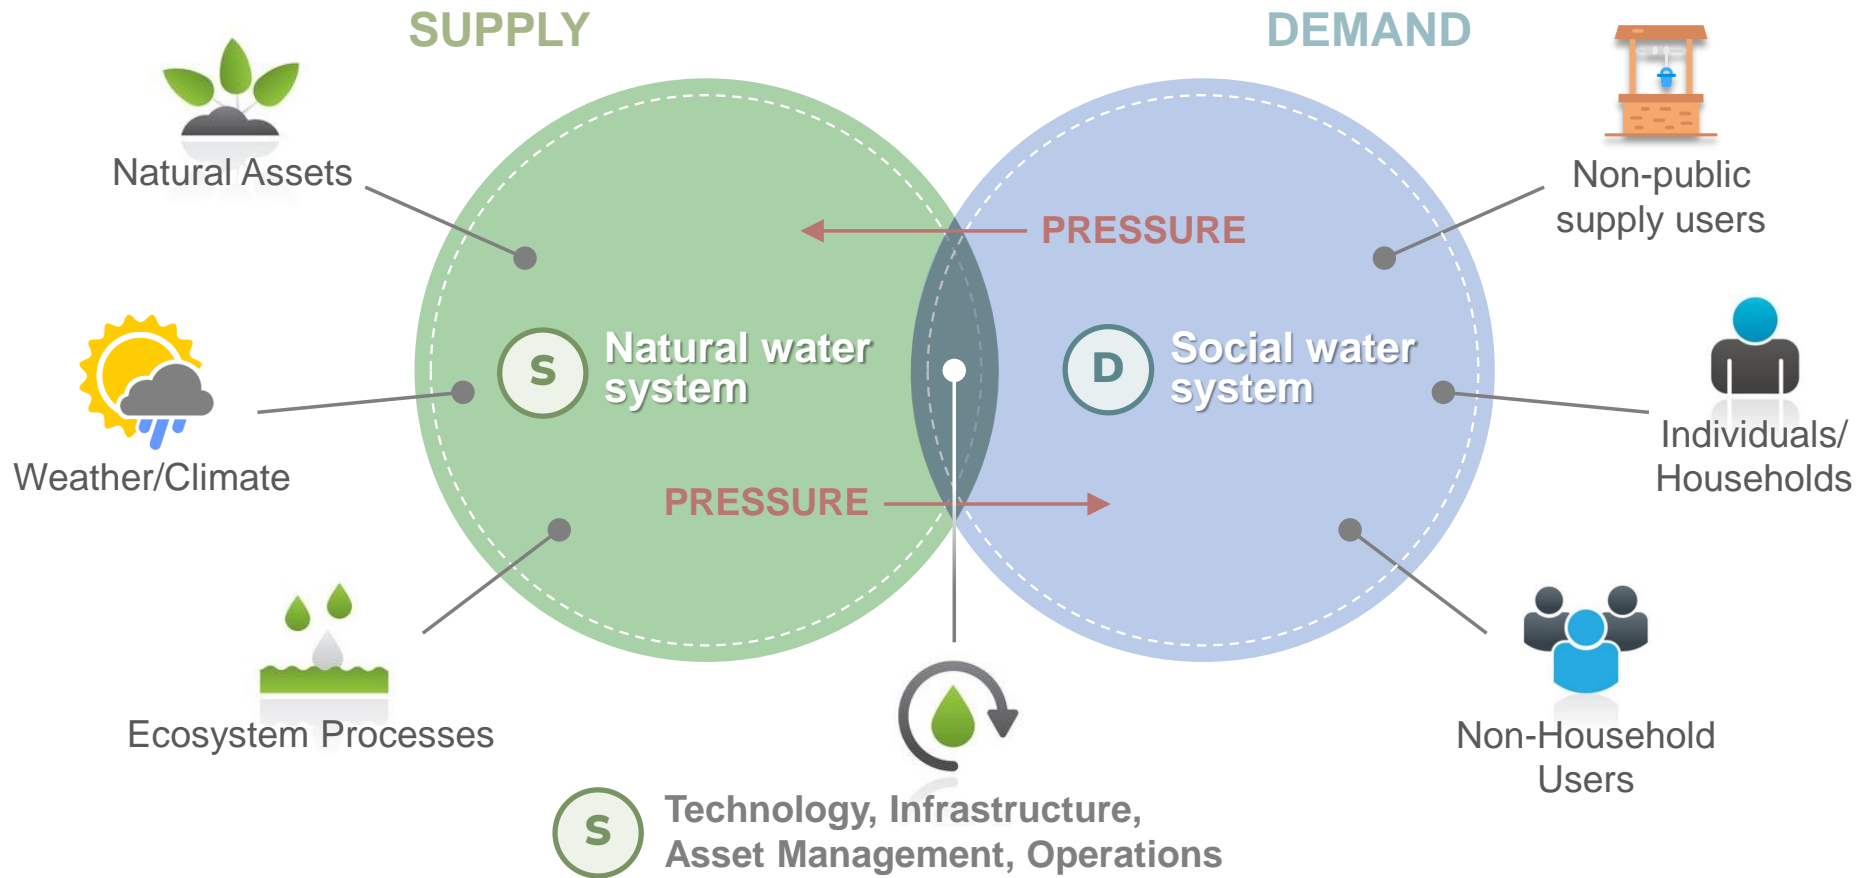 SUPPLY
DEMAND
Natural Assets
Non-public
supply users
PRESSURE
S
Natural water
system
D
Social water
system
Weather/Climate
Individuals/
Households
PRESSURE
Ecosystem Processes
Non-Household
Users
S
Technology, Infrastructure,
Asset Management, Operations